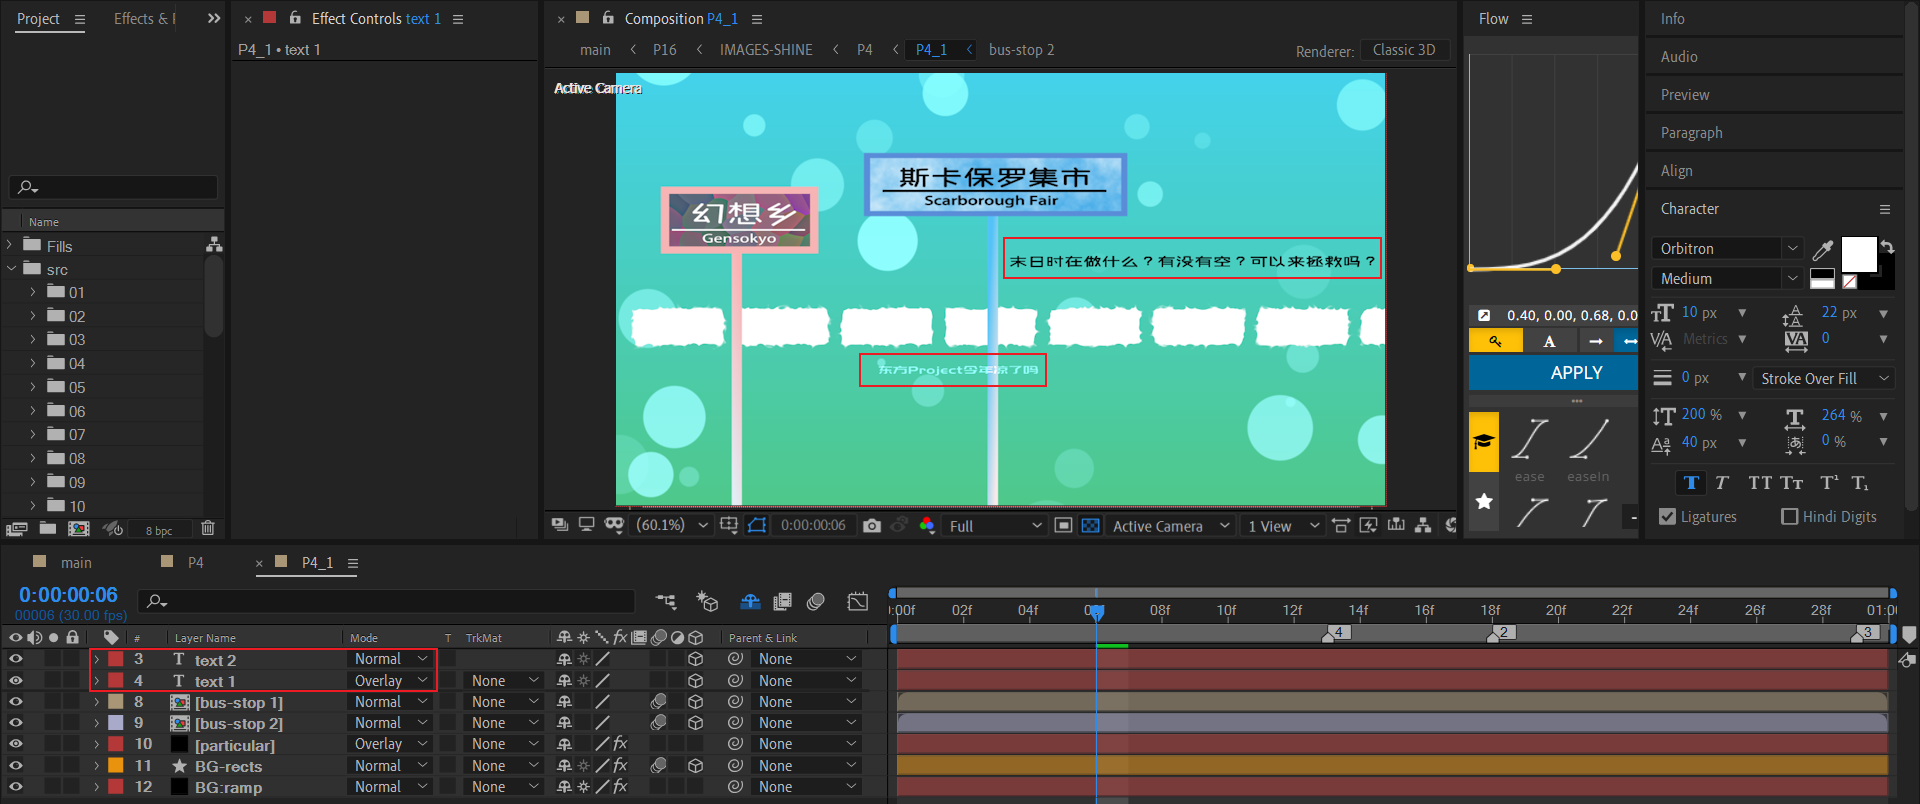 Project
Effects &
Effect Controls text 1
Composition P4_1
Flow
Info
P4_1 • text 1
main
P16
IMAGES-SHINE
P4
P4_1
bus-stop 2
Renderer:
Classic 3D
Audio
Preview
Paragraph
Align
Active Camera
幻想乡
Gensokyo
斯卡保罗集市
Scarborough Fair
末日时在做什么？有没有空？可以来拯救吗？
东方Project今年凉了吗
Name
Fills
src
01
02
03
04
05
06
07
08
09
10
8 bpc
(60.1%)
0:00:00:06
Full
Active Camera
1 View
0.40, 0.00, 0.68, 0.0
A
APPLY
ease
easeIn
Character
Orbitron
Medium
10 px
22 px
Metrics
0
0 px
Stroke Over Fill
200 %
264 %
40 px
0 %
Ligatures
Hindi Digits
main
P4
P4_1
0:00:00:06
00006 (30.00 fps)
:00f
02f
04f
08f
10f
12f
14f
16f
18f
20f
22f
24f
26f
28f
01:0
#
Layer Name
Mode
T
TrkMat
Parent & Link
4
2
3
3 text 2 Normal None
4 text 1 Overlay None None
8 [bus-stop 1] Normal None None
9 [bus-stop 2] Normal None None
10 [particular] Overlay None None
11 BG-rects Normal None None
12 BG:ramp Normal None None